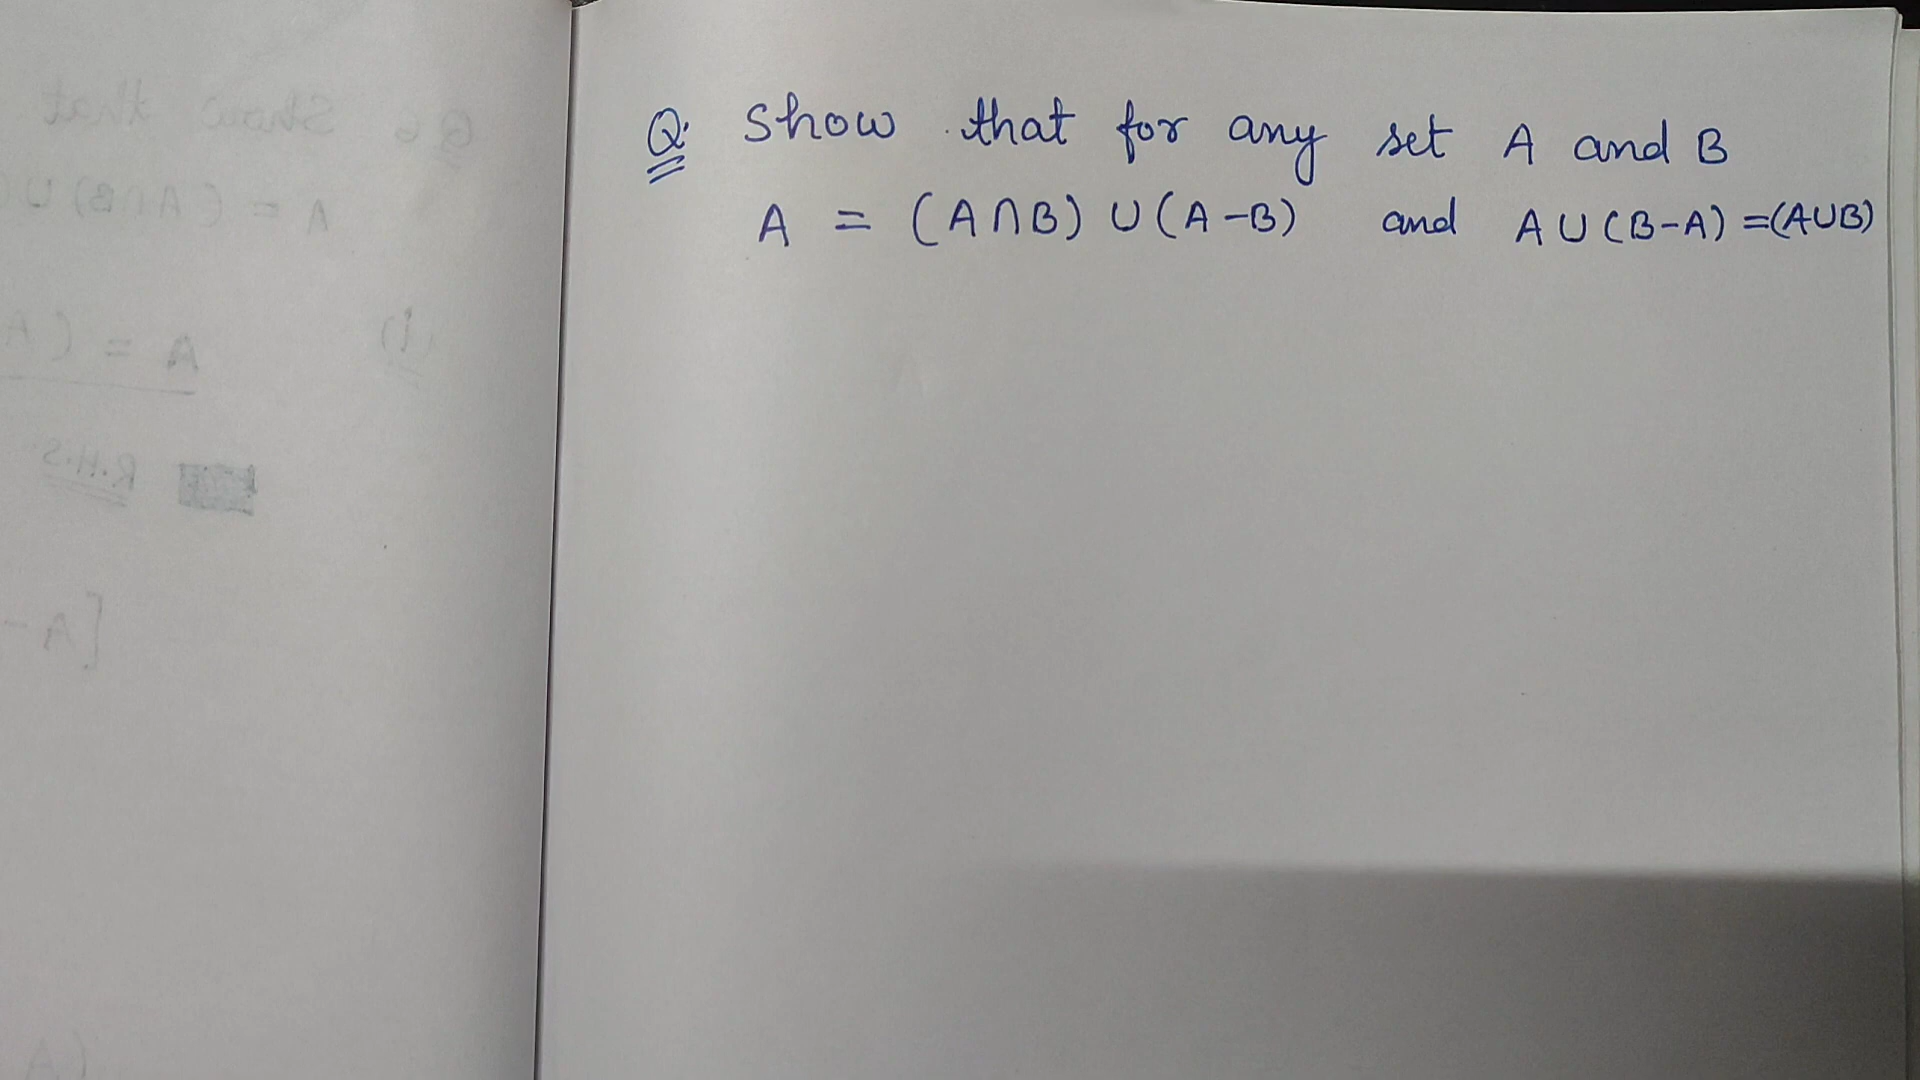 Q. Show that for any set A and B
A = (A∩B) ∪ (A-B) and A∪(B-A) =(A∪B)